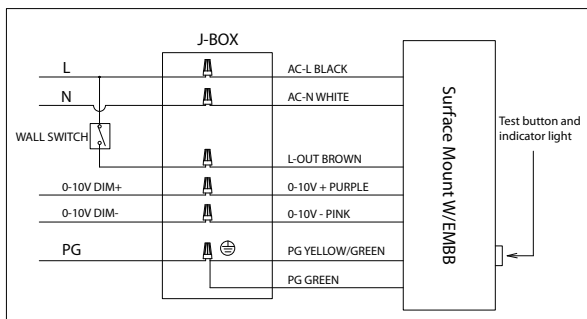 J-BOX
L
AC-L BLACK
N
AC-N WHITE
WALL SWITCH
L-OUT BROWN
0-10V DIM+
0-10V + PURPLE
0-10V DIM-
0-10V - PINK
PG
PG YELLOW/GREEN
PG GREEN
Surface Mount W/EMBB
Test button and
indicator light